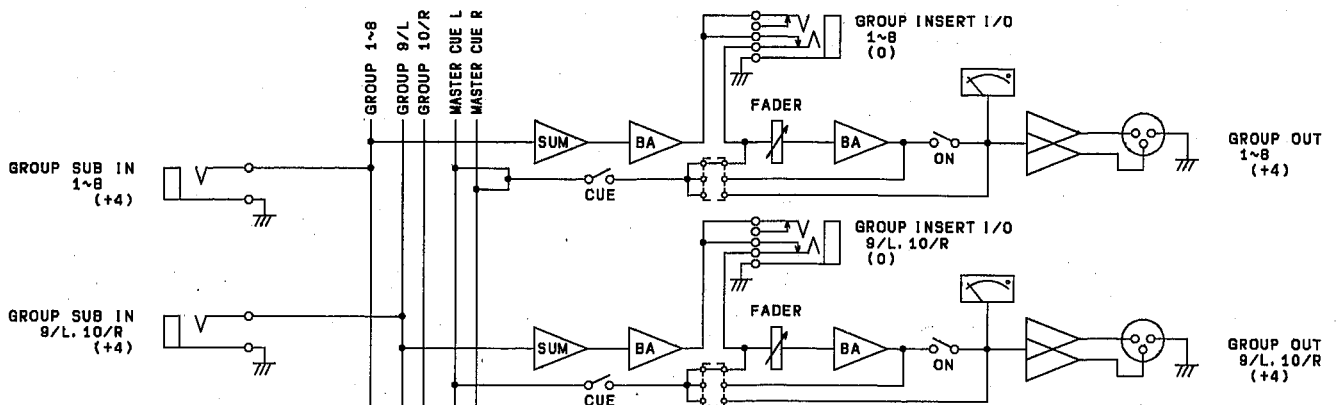 GROUP 1~8
GROUP 9/L
GROUP 10/R
MASTER CUE L
MASTER CUE R
GROUP INSERT I/O
1~8
(0)
FADER
SUM
BA
BA
ON
CUE
GROUP SUB IN
1~8
(+4)
GROUP OUT
1~8
(+4)
GROUP INSERT I/O
9/L. 10/R
(0)
FADER
GROUP SUB IN
9/L. 10/R
(+4)
SUM
BA
BA
ON
CUE
GROUP OUT
9/L. 10/R
(+4)